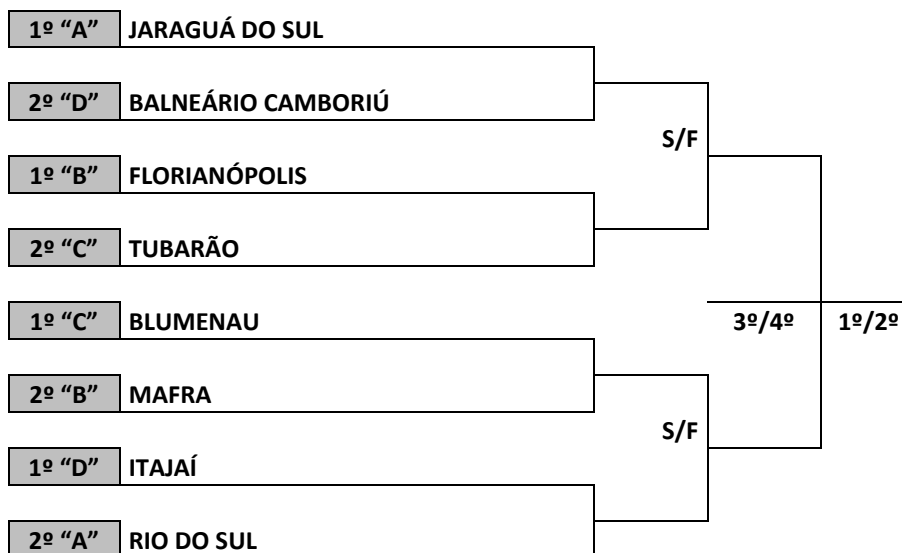 1º “A” JARAGUÁ DO SUL
2º “D” BALNEÁRIO CAMBORIÚ
S/F
1º “B” FLORIANÓPOLIS
2º “C” TUBARÃO
1º “C” BLUMENAU 3º/4º 1º/2º
2º “B” MAFRA
S/F
1º “D” ITAJAÍ
2º “A” RIO DO SUL